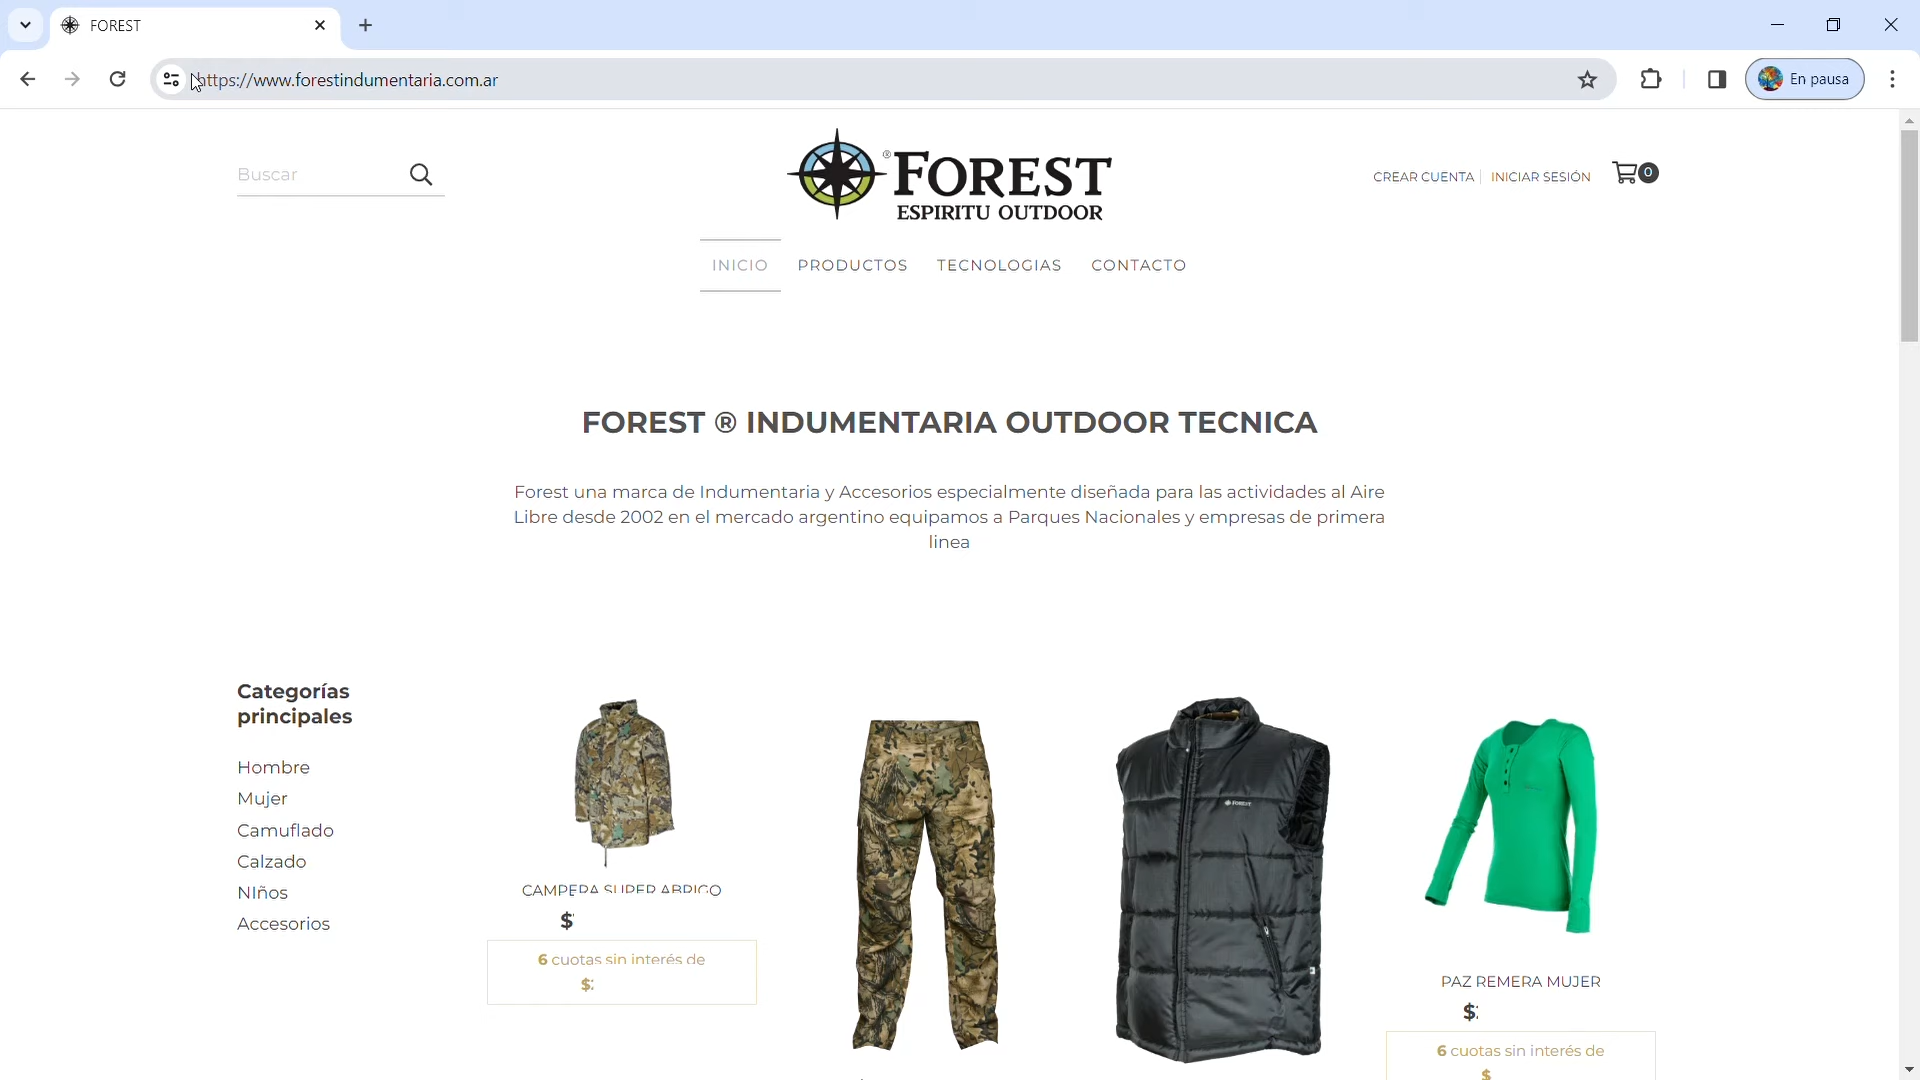 FOREST
https://www.forestindumentaria.com.ar
En pausa
Buscar
® FOREST
ESPIRITU OUTDOOR
CREAR CUENTA
INICIAR SESIÓN
0
INICIO
PRODUCTOS
TECNOLOGIAS
CONTACTO
FOREST ® INDUMENTARIA OUTDOOR TECNICA
Forest una marca de Indumentaria y Accesorios especialmente diseñada para las actividades al Aire
Libre desde 2002 en el mercado argentino equipamos a Parques Nacionales y empresas de primera
linea
Categorías
principales
Hombre
Mujer
Camuflado
Calzado
NIños
Accesorios
CAMPERA SUPER ABRIGO
$
6 cuotas sin interés de
$
FOREST
PAZ REMERA MUJER
$
6 cuotas sin interés de
$